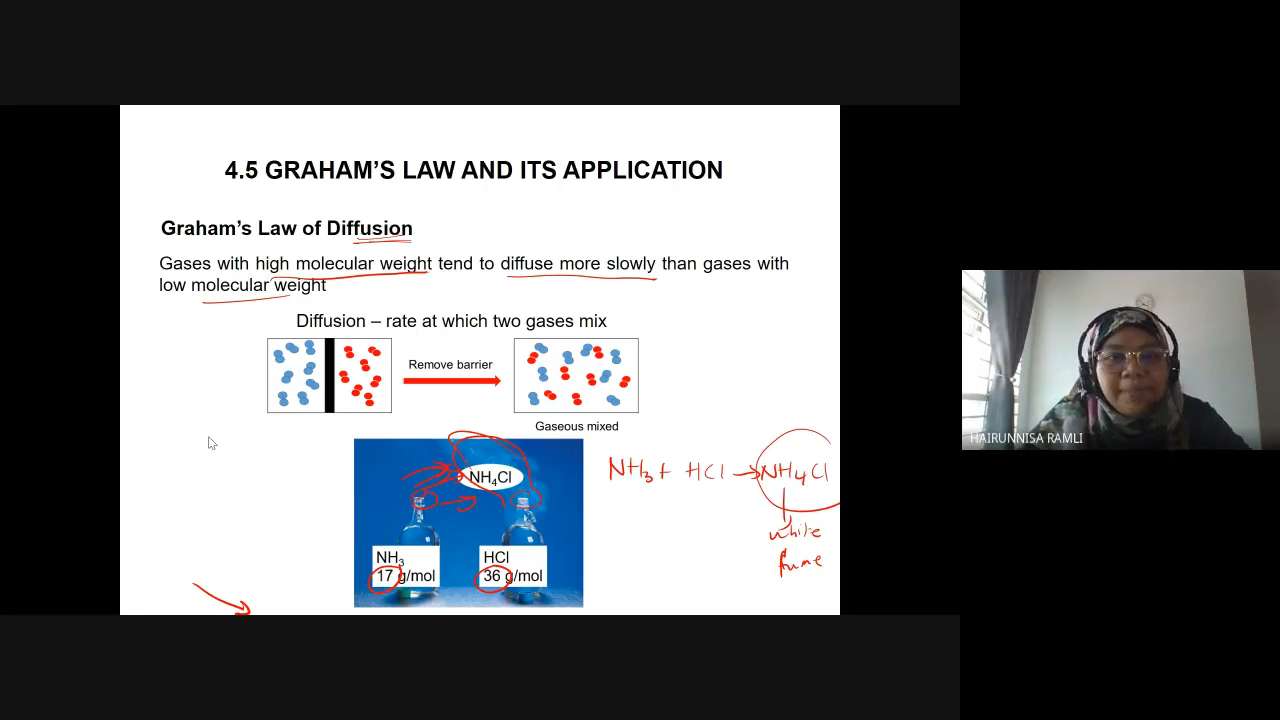 4.5 GRAHAM'S LAW AND ITS APPLICATION
Graham's Law of Diffusion
Gases with high molecular weight tend to diffuse more slowly than gases with
low molecular weight
Diffusion – rate at which two gases mix
Remove barrier
Gaseous mixed
NH₄Cl
NH₃ + HCl → NH₄Cl
white
fume
NH₃
17 g/mol
HCl
36 g/mol
HAIRUNNISA RAMLI